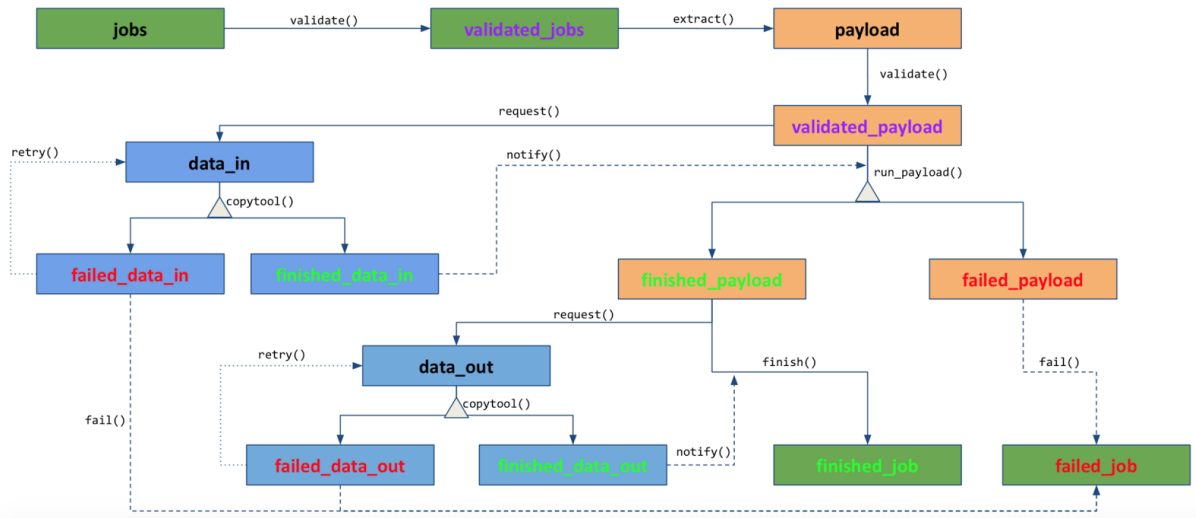 jobs
validate()
validated_jobs
extract()
payload
validate()
request()
validated_payload
retry()
data_in
notify()
run_payload()
copytool()
failed_data_in
finished_data_in
finished_payload
failed_payload
request()
retry()
data_out
finish()
fail()
copytool()
fail()
notify()
failed_data_out
finished_data_out
finished_job
failed_job